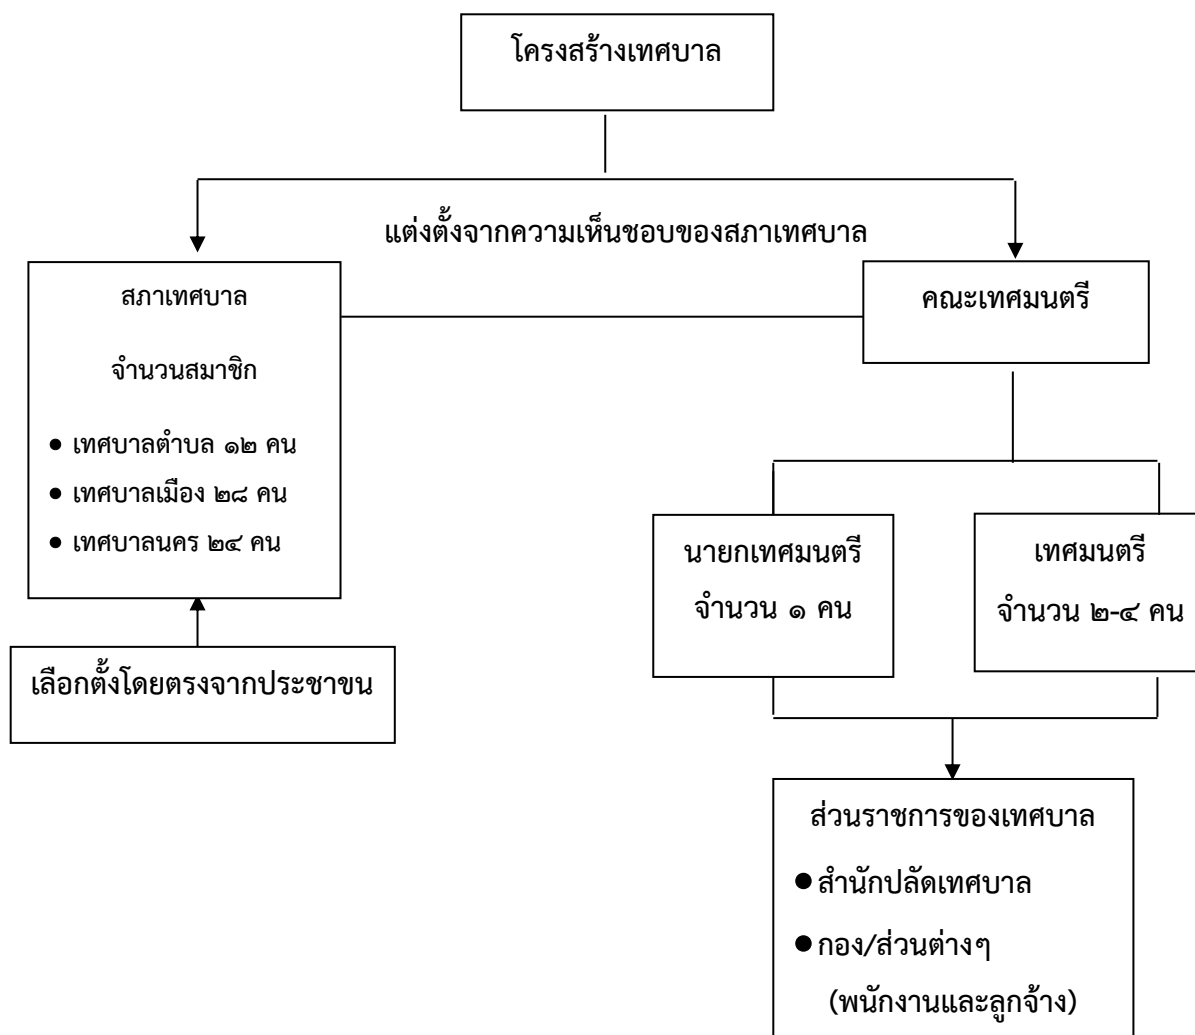 โครงสร้างเทศบาล
แต่งตั้งจากความเห็นชอบของสภาเทศบาล
สภาเทศบาล
จำนวนสมาชิก
● เทศบาลตำบล ๑๒ คน
● เทศบาลเมือง ๒๘ คน
● เทศบาลนคร ๒๔ คน
คณะเทศมนตรี
นายกเทศมนตรี
จำนวน ๑ คน
เทศมนตรี
จำนวน ๒-๔ คน
เลือกตั้งโดยตรงจากประชาขน
ส่วนราชการของเทศบาล
● สำนักปลัดเทศบาล
● กอง/ส่วนต่างๆ
(พนักงานและลูกจ้าง)